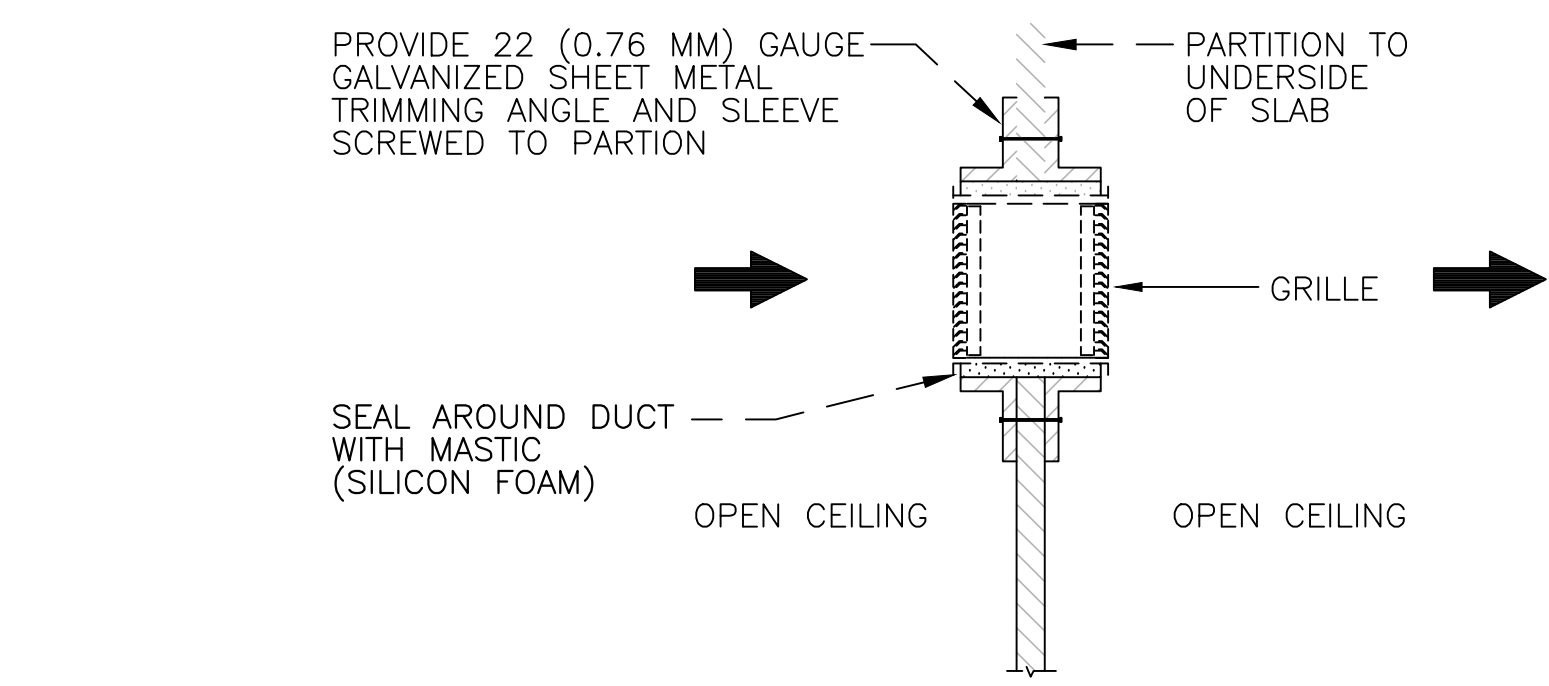 PROVIDE 22 (0.76 MM) GAUGE
GALVANIZED SHEET METAL
TRIMMING ANGLE AND SLEEVE
SCREWED TO PARTION
PARTITION TO
UNDERSIDE
OF SLAB
GRILLE
SEAL AROUND DUCT
WITH MASTIC
(SILICON FOAM)
OPEN CEILING
OPEN CEILING